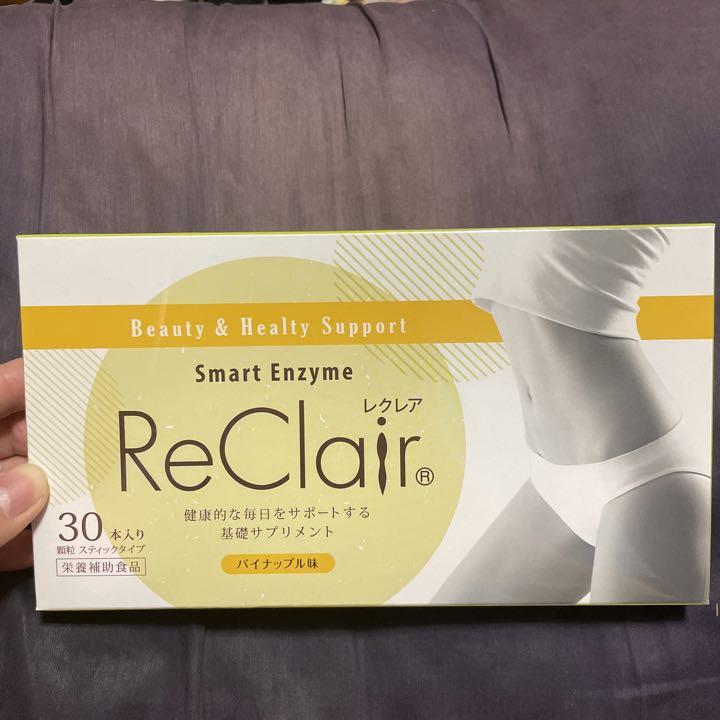 Beauty & Healty Support
Smart Enzyme
レクレア
ReClair®
健康的な毎日をサポートする
基礎サプリメント
パイナップル味
30本入り
顆粒 スティックタイプ
栄養補助食品